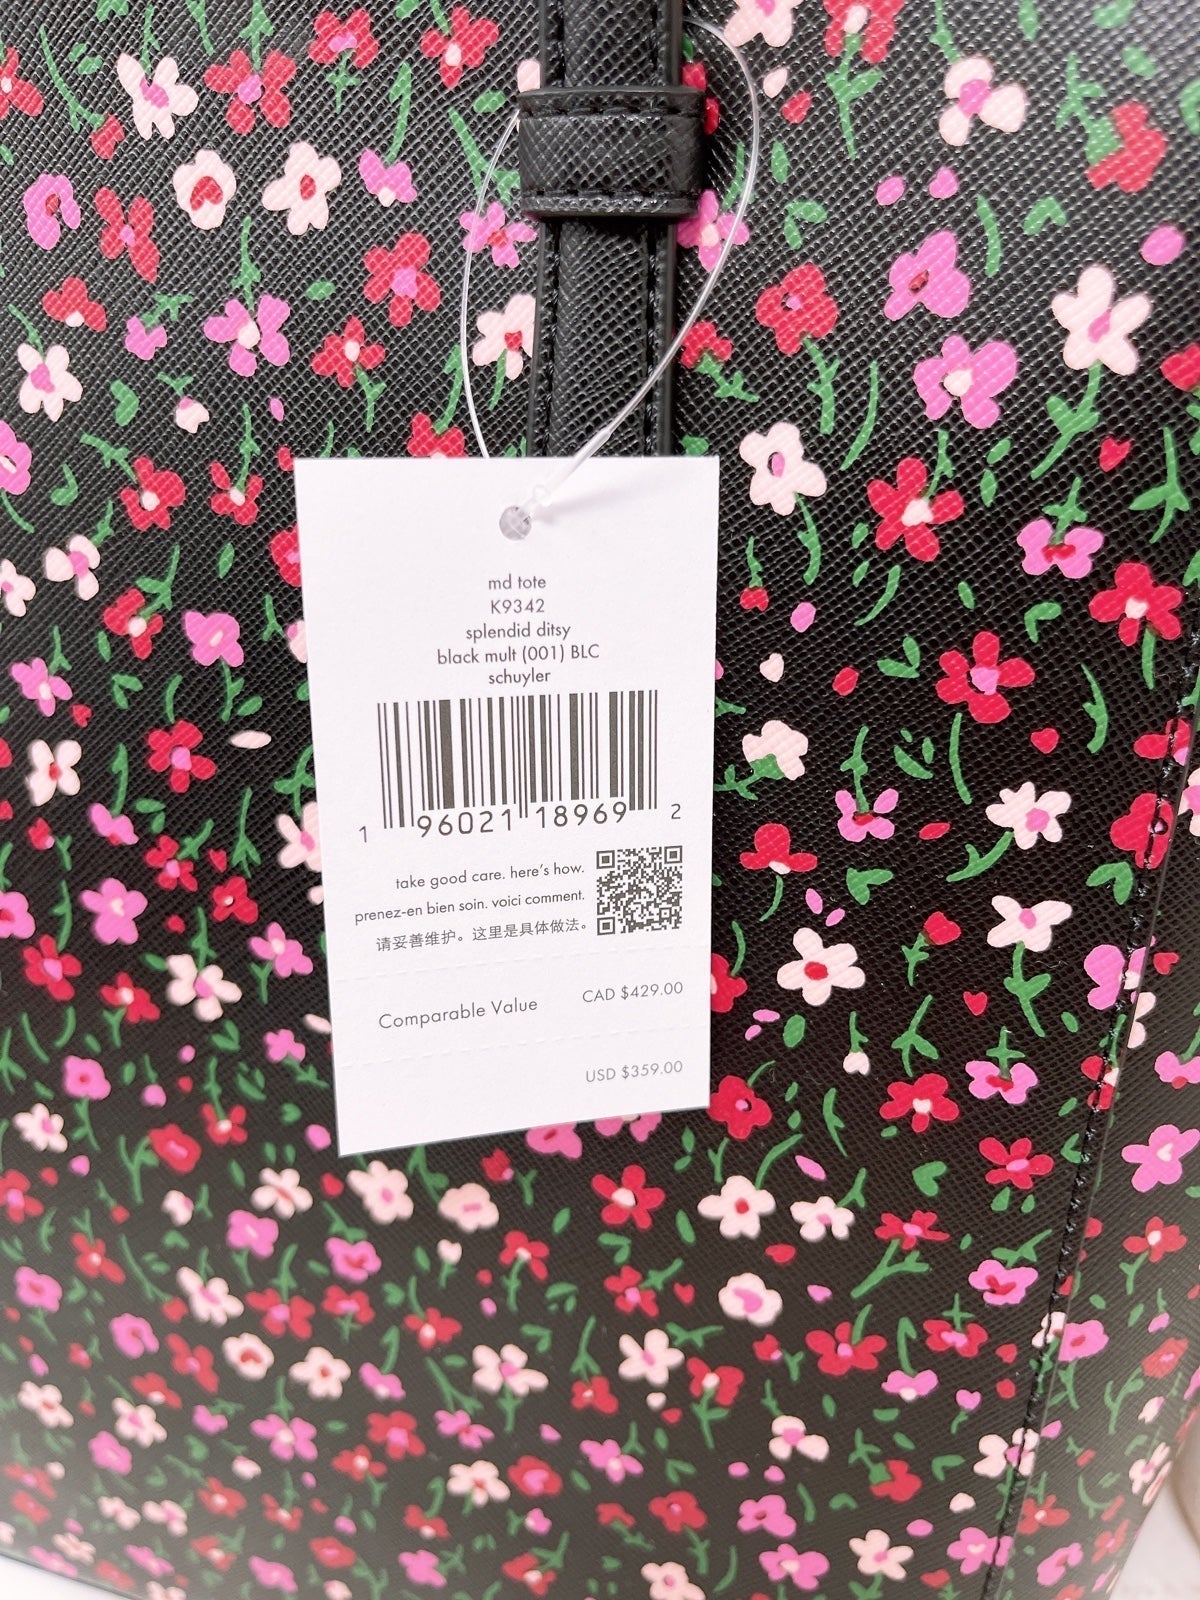 md tote
K9342
splendid ditsy
black mult (001) BLC
schuyler
1 96021 18969 2
take good care. here's how.
prenez-en bien soin. voici comment.
请妥善维护。这里是具体做法。
Comparable Value CAD $429.00
USD $359.00